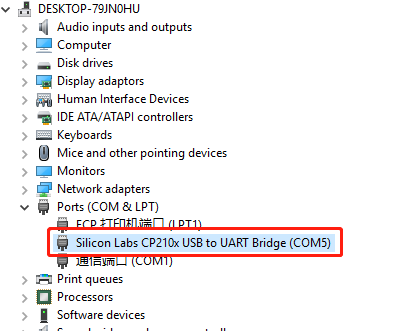 DESKTOP-79JN0HU
Audio inputs and outputs
Computer
Disk drives
Display adaptors
Human Interface Devices
IDE ATA/ATAPI controllers
Keyboards
Mice and other pointing devices
Monitors
Network adapters
Ports (COM & LPT)
ECP 打印机端口 (LPT1)
Silicon Labs CP210x USB to UART Bridge (COM5)
通信端口 (COM1)
Print queues
Processors
Software devices